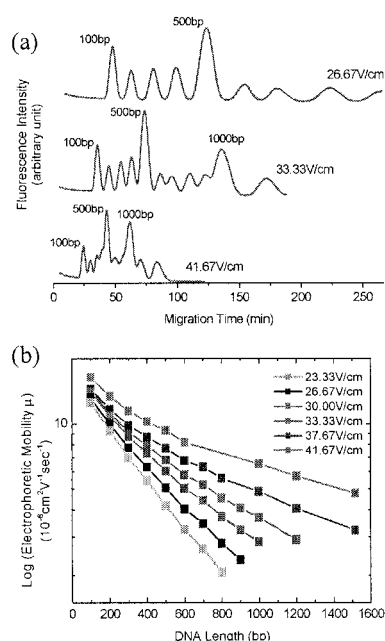 (a)
500bp
100bp
26.67V/cm
500bp
100bp
1000bp
33.33V/cm
500bp
1000bp
100bp
41.67V/cm
Fluorescence Intensity
(arbitrary unit)
0 50 100 150 200 250
Migration Time (min)
(b)
23.33V/cm
26.67V/cm
30.00V/cm
33.33V/cm
37.67V/cm
41.67V/cm
10
Log (Electrophoretic Mobility μ)
(10⁻⁶cm²V⁻¹sec⁻¹)
0 200 400 600 800 1000 1200 1400 1600
DNA Length (bp)